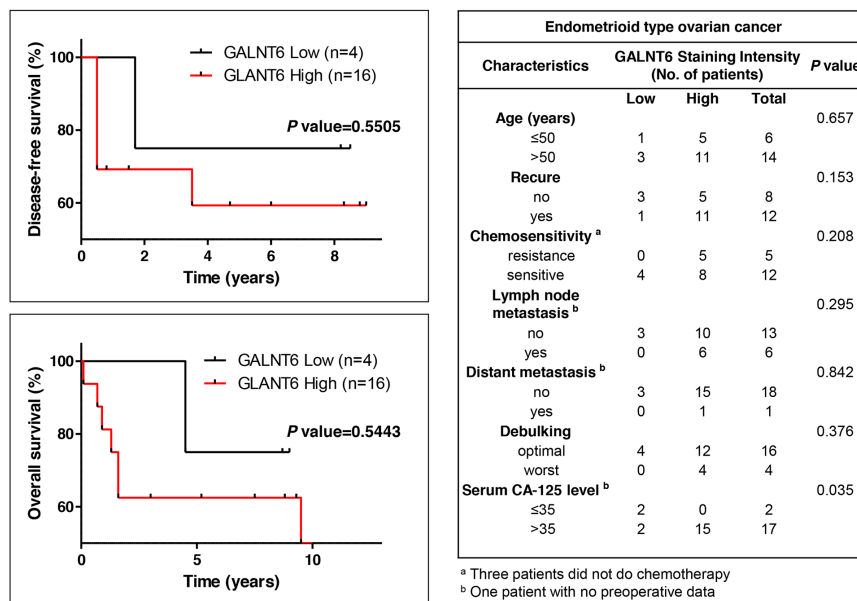 Disease-free survival (%)
100
80
60
0
2
4
6
8
Time (years)
GALNT6 Low (n=4)
GLANT6 High (n=16)
P value=0.5505
Overall survival (%)
100
80
60
0
5
10
Time (years)
GALNT6 Low (n=4)
GLANT6 High (n=16)
P value=0.5443
Endometrioid type ovarian cancer
Characteristics GALNT6 Staining Intensity P value
(No. of patients)
Low High Total
Age (years) 0.657
≤50 1 5 6
>50 3 11 14
Recure 0.153
no 3 5 8
yes 1 11 12
Chemosensitivity a 0.208
resistance 0 5 5
sensitive 4 8 12
Lymph node
metastasis b 0.295
no 3 10 13
yes 0 6 6
Distant metastasis b 0.842
no 3 15 18
yes 0 1 1
Debulking 0.376
optimal 4 12 16
worst 0 4 4
Serum CA-125 level b 0.035
≤35 2 0 2
>35 2 15 17
a Three patients did not do chemotherapy
b One patient with no preoperative data